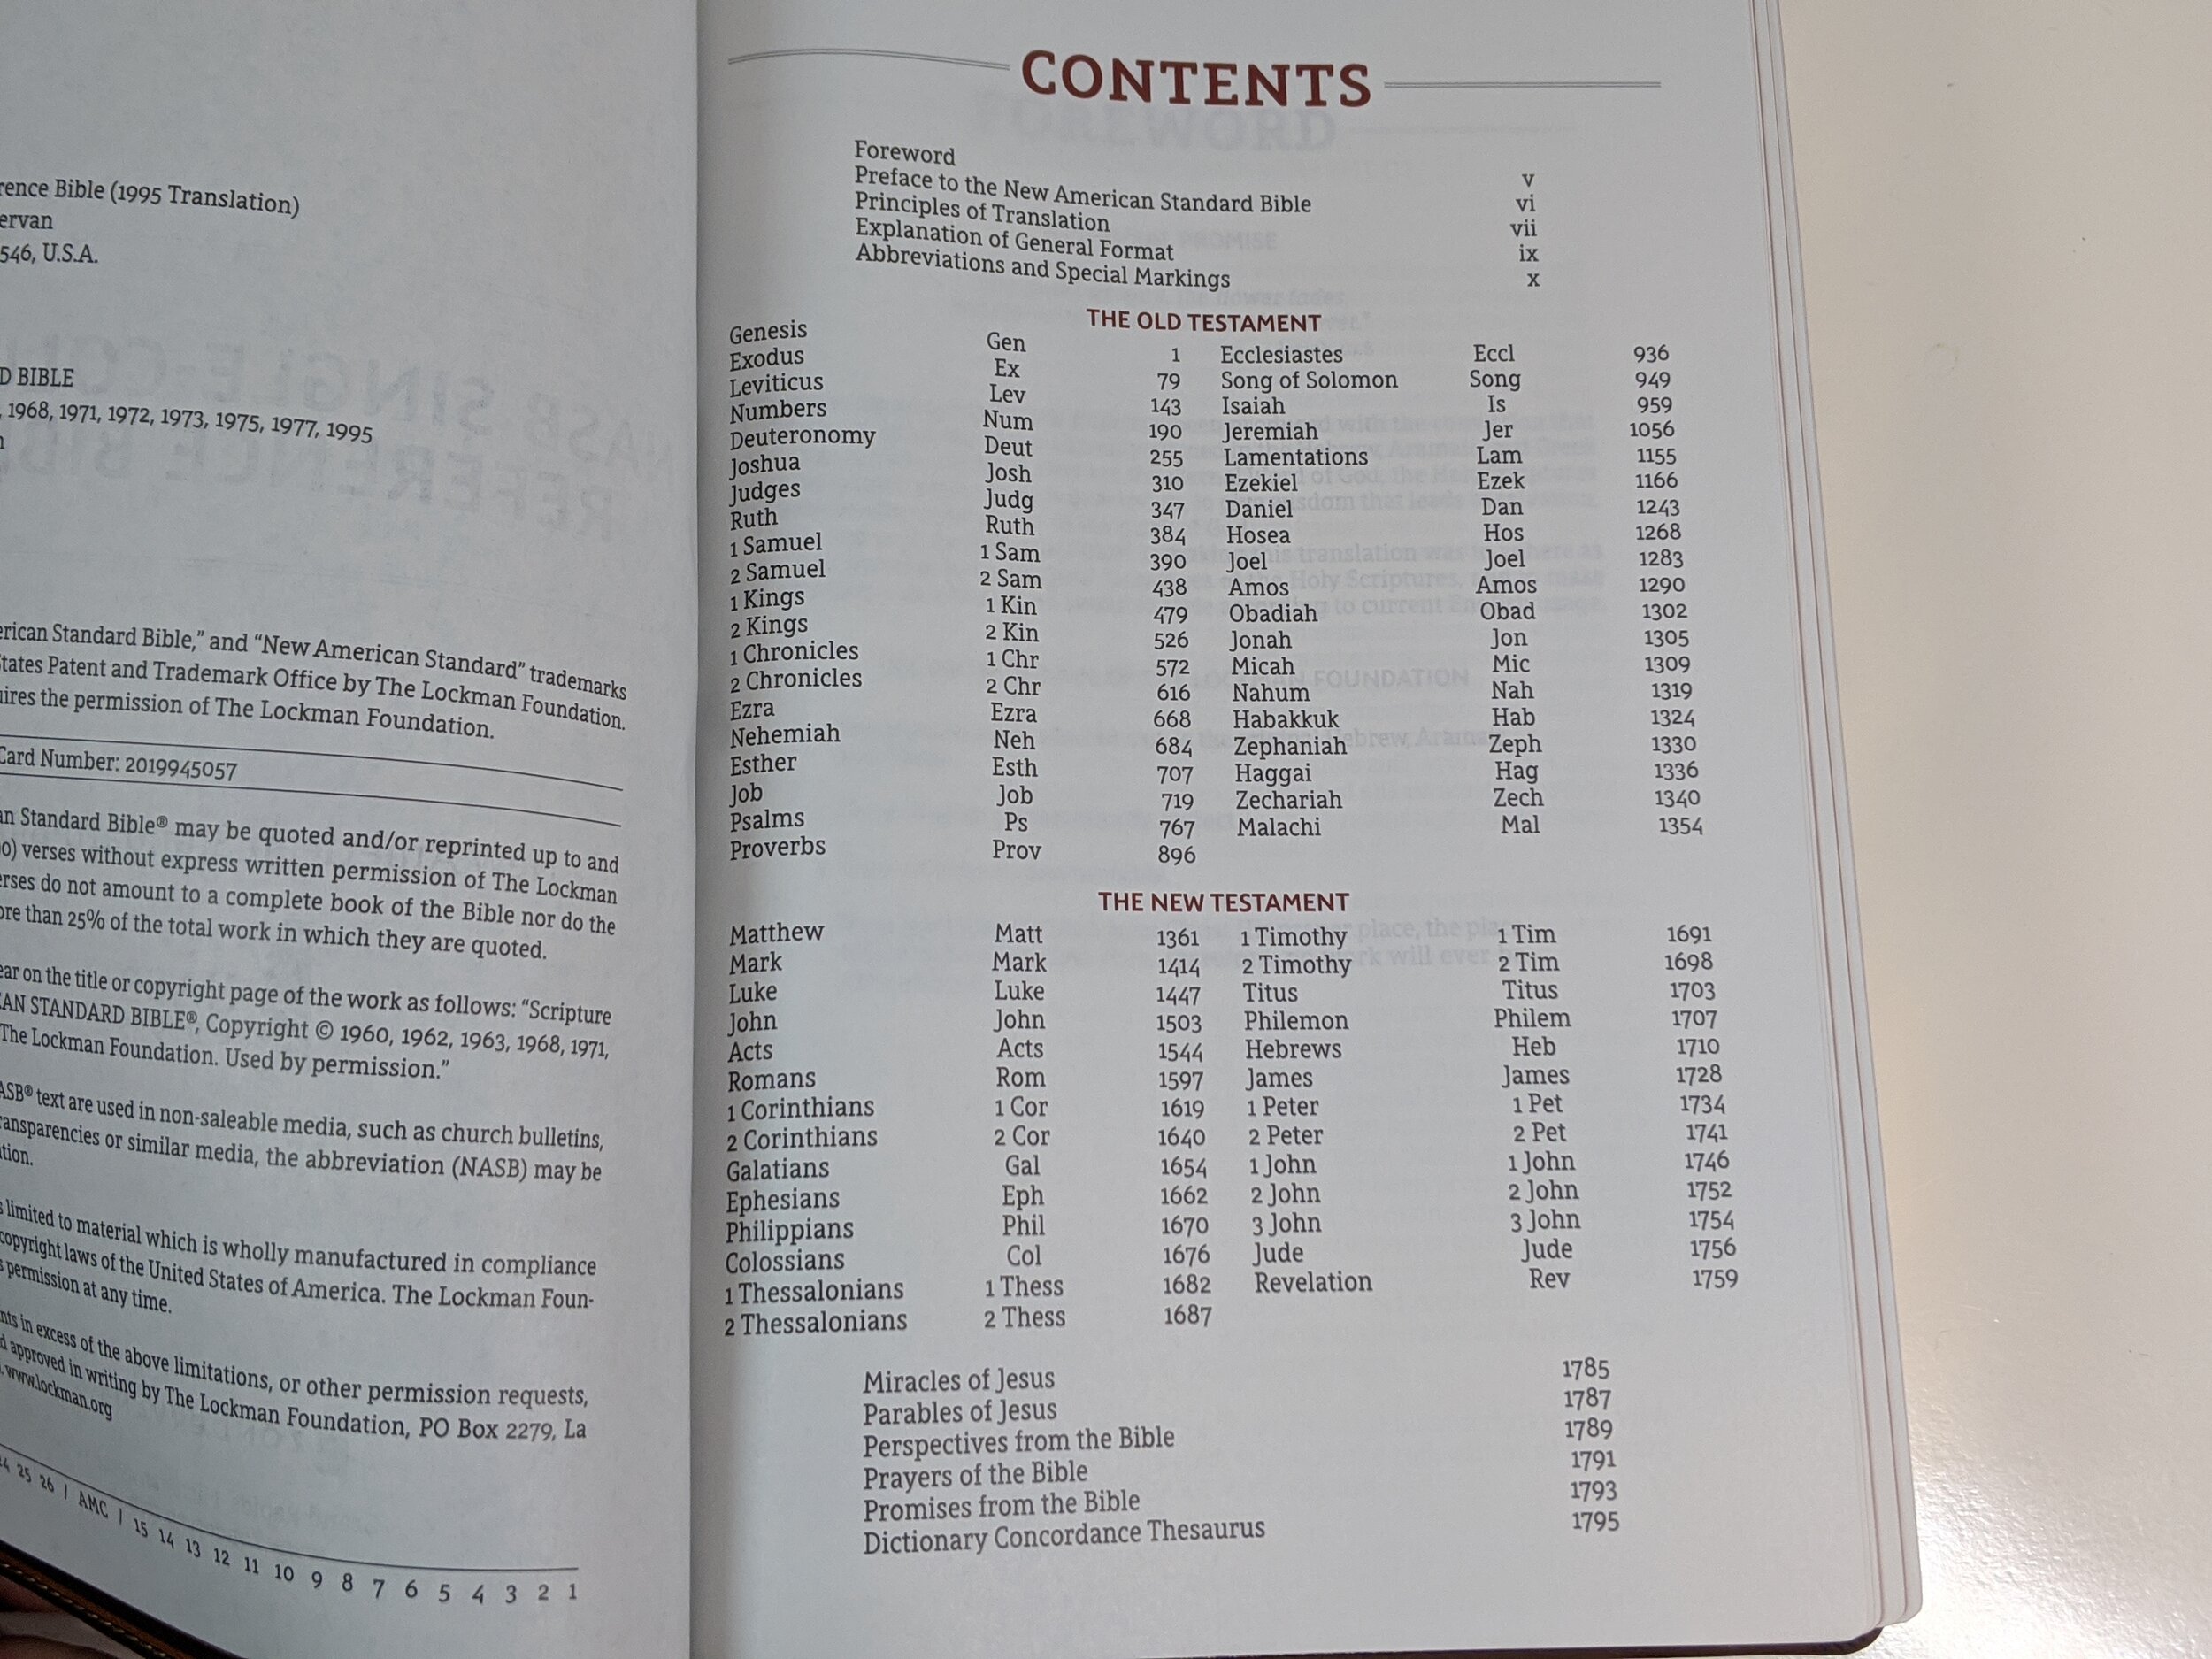 rence Bible (1995 Translation)
ervan
546, U.S.A.
D BIBLE
, 1968, 1971, 1972, 1973, 1975, 1977, 1995
erican Standard Bible,” and “New American Standard” trademarks
tates Patent and Trademark Office by The Lockman Foundation.
uires the permission of The Lockman Foundation.
Card Number: 2019945057
an Standard Bible® may be quoted and/or reprinted up to and
o) verses without express written permission of The Lockman
erses do not amount to a complete book of the Bible nor do the
ore than 25% of the total work in which they are quoted.
ear on the title or copyright page of the work as follows: “Scripture
CAN STANDARD BIBLE®, Copyright © 1960, 1962, 1963, 1968, 1971,
The Lockman Foundation. Used by permission.”
ASB® text are used in non-saleable media, such as church bulletins,
ransparencies or similar media, the abbreviation (NASB) may be
tion.
s limited to material which is wholly manufactured in compliance
copyright laws of the United States of America. The Lockman Foun-
s permission at any time.
nts in excess of the above limitations, or other permission requests,
d approved in writing by The Lockman Foundation, PO Box 2279, La
. www.lockman.org
24 25 26 | AMC | 15 14 13 12 11 10 9 8 7 6 5 4 3 2 1
CONTENTS
Foreword v
Preface to the New American Standard Bible vi
Principles of Translation vii
Explanation of General Format ix
Abbreviations and Special Markings x
THE OLD TESTAMENT
Genesis Gen 1 Ecclesiastes Eccl 936
Exodus Ex 79 Song of Solomon Song 949
Leviticus Lev 143 Isaiah Is 959
Numbers Num 190 Jeremiah Jer 1056
Deuteronomy Deut 255 Lamentations Lam 1155
Joshua Josh 310 Ezekiel Ezek 1166
Judges Judg 347 Daniel Dan 1243
Ruth Ruth 384 Hosea Hos 1268
1 Samuel 1 Sam 390 Joel Joel 1283
2 Samuel 2 Sam 438 Amos Amos 1290
1 Kings 1 Kin 479 Obadiah Obad 1302
2 Kings 2 Kin 526 Jonah Jon 1305
1 Chronicles 1 Chr 572 Micah Mic 1309
2 Chronicles 2 Chr 616 Nahum Nah 1319
Ezra Ezra 668 Habakkuk Hab 1324
Nehemiah Neh 684 Zephaniah Zeph 1330
Esther Esth 707 Haggai Hag 1336
Job Job 719 Zechariah Zech 1340
Psalms Ps 767 Malachi Mal 1354
Proverbs Prov 896
THE NEW TESTAMENT
Matthew Matt 1361 1 Timothy 1 Tim 1691
Mark Mark 1414 2 Timothy 2 Tim 1698
Luke Luke 1447 Titus Titus 1703
John John 1503 Philemon Philem 1707
Acts Acts 1544 Hebrews Heb 1710
Romans Rom 1597 James James 1728
1 Corinthians 1 Cor 1619 1 Peter 1 Pet 1734
2 Corinthians 2 Cor 1640 2 Peter 2 Pet 1741
Galatians Gal 1654 1 John 1 John 1746
Ephesians Eph 1662 2 John 2 John 1752
Philippians Phil 1670 3 John 3 John 1754
Colossians Col 1676 Jude Jude 1756
1 Thessalonians 1 Thess 1682 Revelation Rev 1759
2 Thessalonians 2 Thess 1687
Miracles of Jesus 1785
Parables of Jesus 1787
Perspectives from the Bible 1789
Prayers of the Bible 1791
Promises from the Bible 1793
Dictionary Concordance Thesaurus 1795